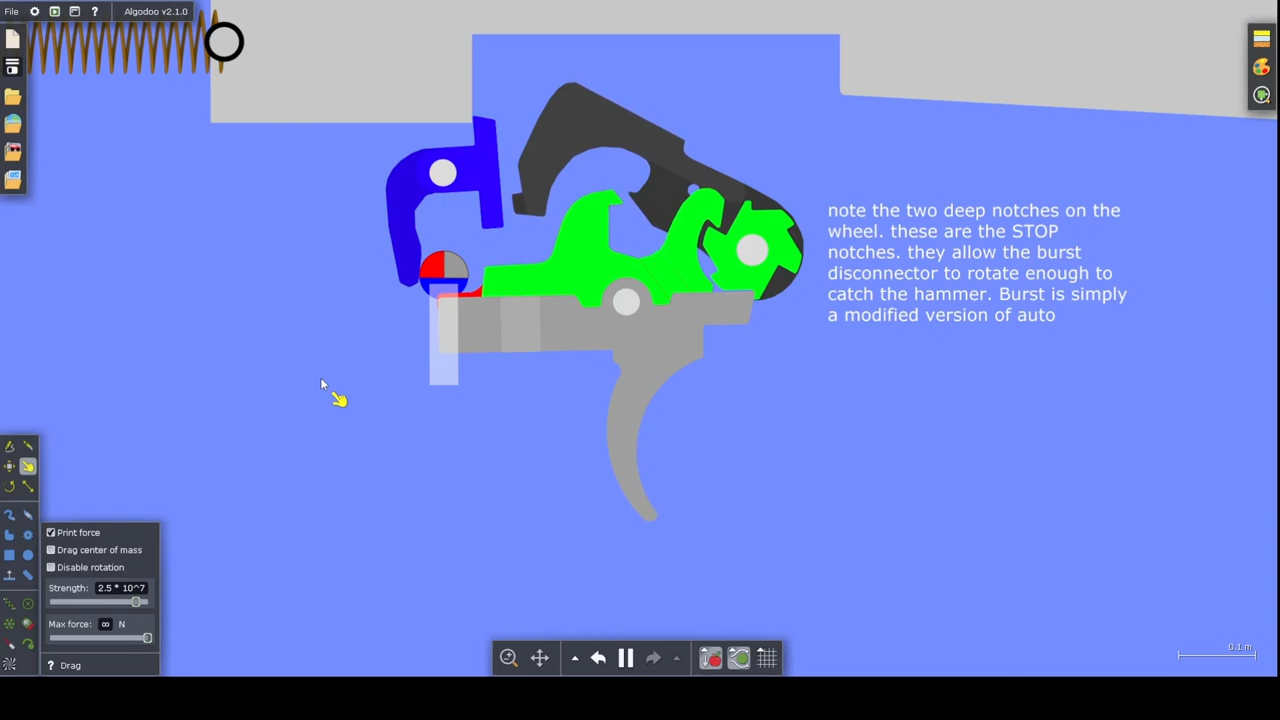 File
?
Algodoo v2.1.0
note the two deep notches on the
wheel. these are the STOP
notches. they allow the burst
disconnector to rotate enough to
catch the hammer. Burst is simply
a modified version of auto
Print force
Drag center of mass
Disable rotation
Strength: 2.5 * 10^7
Max force: ∞ N
? Drag
0.1 m